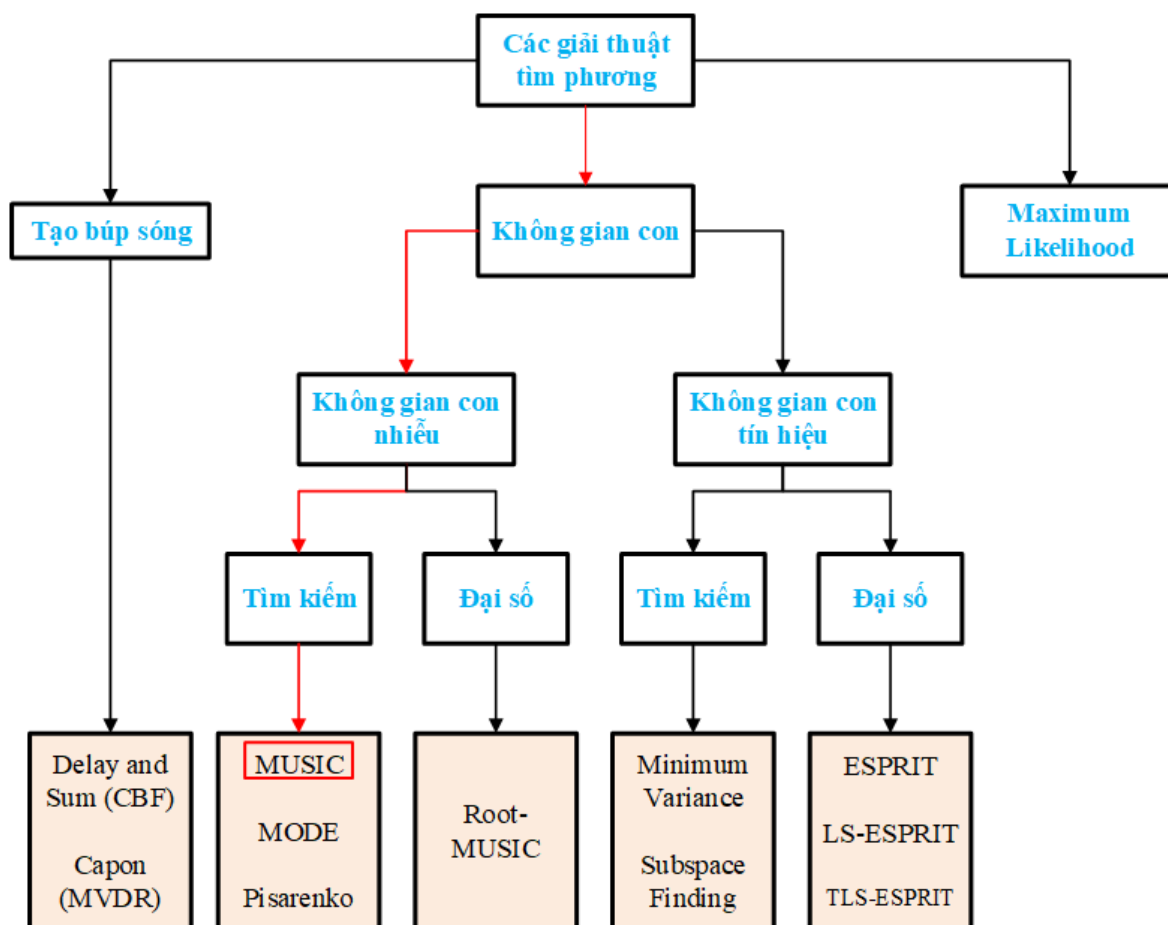 Các giải thuật
tìm phương
Tạo búp sóng
Không gian con
Maximum
Likelihood
Không gian con
nhiễu
Không gian con
tín hiệu
Tìm kiếm
Đại số
Tìm kiếm
Đại số
Delay and
Sum (CBF)
Capon
(MVDR)
MUSIC
MODE
Pisarenko
Root-
MUSIC
Minimum
Variance
Subspace
Finding
ESPRIT
LS-ESPRIT
TLS-ESPRIT